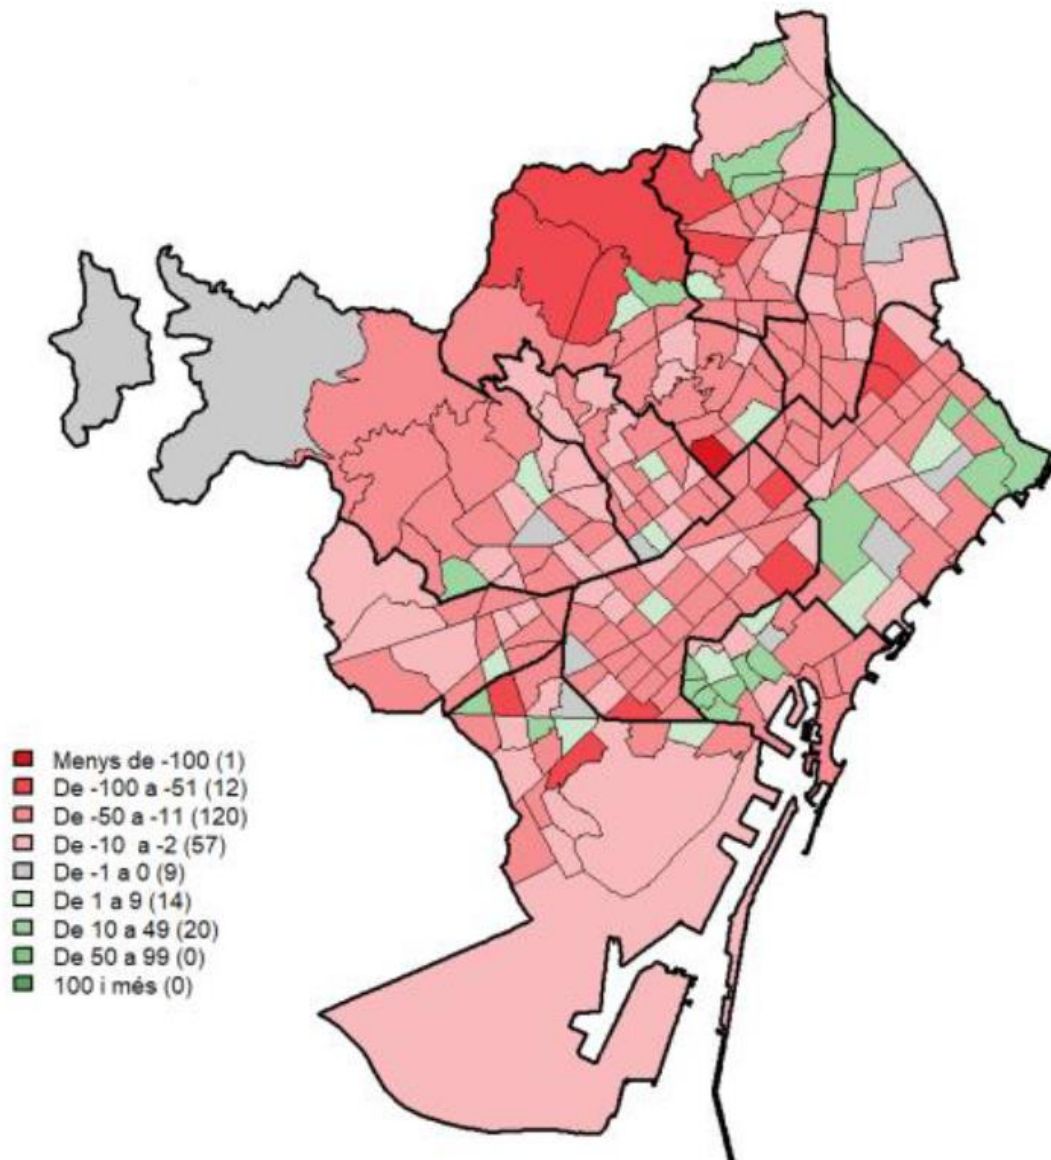 Menys de -100 (1)
De -100 a -51 (12)
De -50 a -11 (120)
De -10 a -2 (57)
De -1 a 0 (9)
De 1 a 9 (14)
De 10 a 49 (20)
De 50 a 99 (0)
100 i més (0)